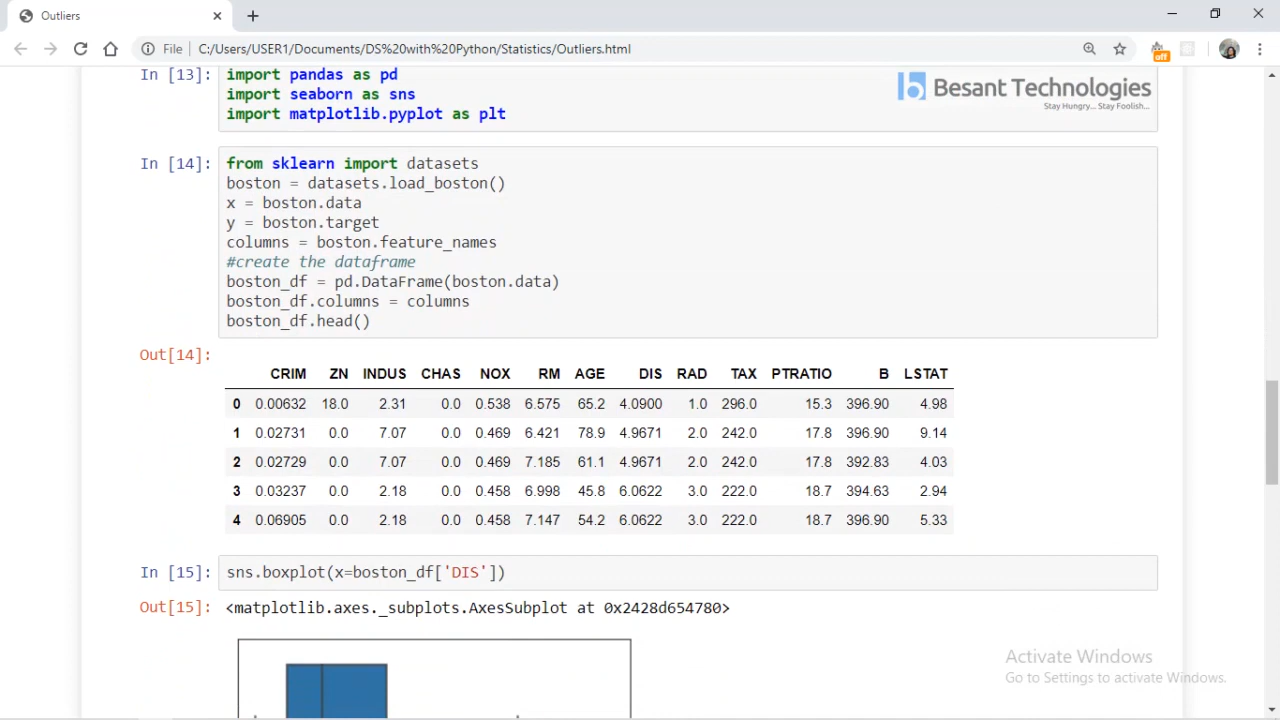 Outliers
File
C:/Users/USER1/Documents/DS%20with%20Python/Statistics/Outliers.html
off
In [13]: import pandas as pd
import seaborn as sns
import matplotlib.pyplot as plt
Besant Technologies
Stay Hungry... Stay Foolish...
In [14]: from sklearn import datasets
boston = datasets.load_boston()
x = boston.data
y = boston.target
columns = boston.feature_names
#create the dataframe
boston_df = pd.DataFrame(boston.data)
boston_df.columns = columns
boston_df.head()
Out[14]:
CRIM ZN INDUS CHAS NOX RM AGE DIS RAD TAX PTRATIO B LSTAT
0 0.00632 18.0 2.31 0.0 0.538 6.575 65.2 4.0900 1.0 296.0 15.3 396.90 4.98
1 0.02731 0.0 7.07 0.0 0.469 6.421 78.9 4.9671 2.0 242.0 17.8 396.90 9.14
2 0.02729 0.0 7.07 0.0 0.469 7.185 61.1 4.9671 2.0 242.0 17.8 392.83 4.03
3 0.03237 0.0 2.18 0.0 0.458 6.998 45.8 6.0622 3.0 222.0 18.7 394.63 2.94
4 0.06905 0.0 2.18 0.0 0.458 7.147 54.2 6.0622 3.0 222.0 18.7 396.90 5.33
In [15]: sns.boxplot(x=boston_df['DIS'])
Out[15]: <matplotlib.axes._subplots.AxesSubplot at 0x2428d654780>
Activate Windows
Go to Settings to activate Windows.